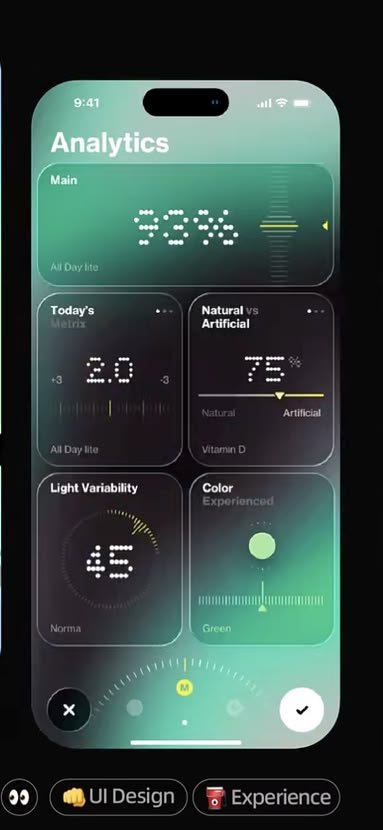 9:41
Analytics
Main
93%
All Day lite
Today's
Metrix
+3
2.0
-3
All Day lite
Natural vs
Artificial
75%
Natural
Artificial
Vitamin D
Light Variability
45
Norma
Color
Experienced
Green
M
UI Design
Experience